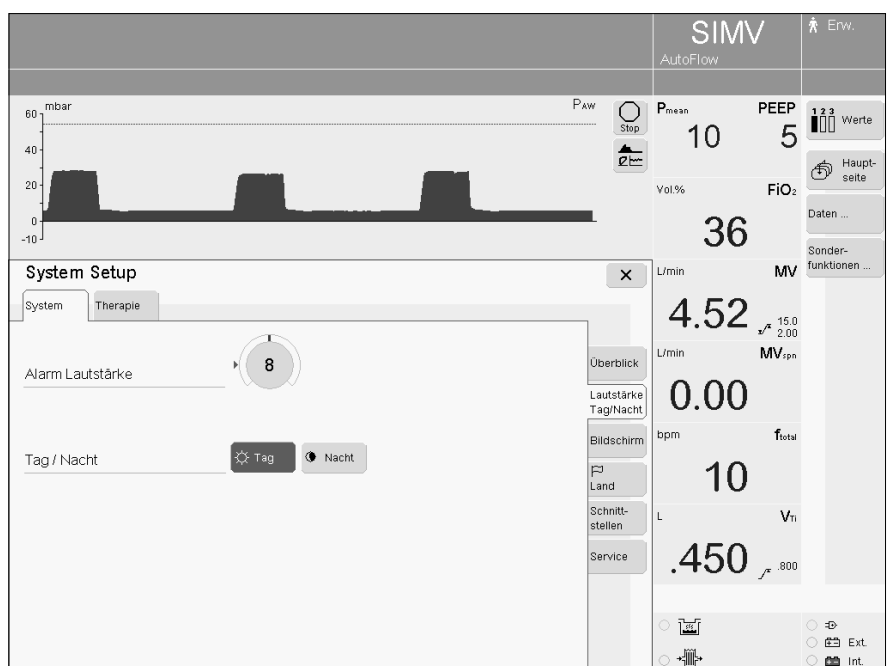 SIMV
AutoFlow
Erw.
mbar
PAW
60
40
20
0
-10
Stop
Pmean
PEEP
10
5
Vol.%
FiO2
36
L/min
MV
4.52
15.0
2.00
L/min
MVspn
0.00
bpm
ftotal
10
L
VTi
.450
.800
1 2 3
Werte
Haupt-
seite
Daten ...
Sonder-
funktionen ...
System Setup
System
Therapie
Alarm Lautstärke
8
Tag / Nacht
Tag
Nacht
Überblick
Lautstärke
Tag/Nacht
Bildschirm
Land
Schnitt-
stellen
Service
Ext.
Int.